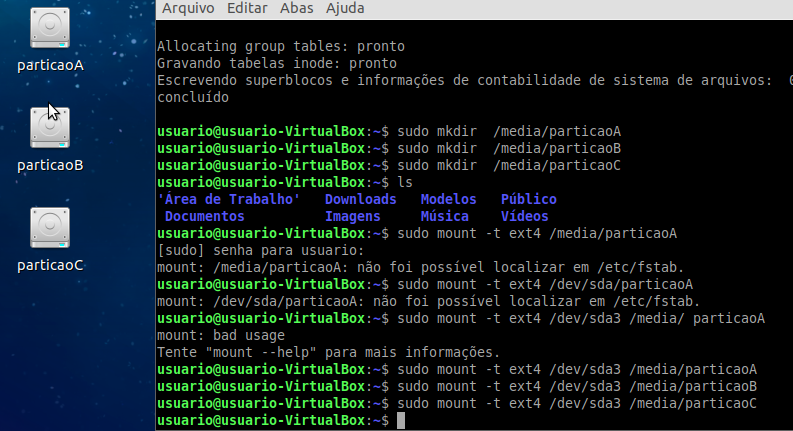 Arquivo Editar Abas Ajuda
particaoA
particaoB
particaoC
Allocating group tables: pronto
Gravando tabelas inode: pronto
Escrevendo superblocos e informações de contabilidade de sistema de arquivos:
concluído
usuario@usuario-VirtualBox:~$ sudo mkdir  /media/particaoA
usuario@usuario-VirtualBox:~$ sudo mkdir  /media/particaoB
usuario@usuario-VirtualBox:~$ sudo mkdir  /media/particaoC
usuario@usuario-VirtualBox:~$ ls
'Área de Trabalho'   Downloads   Modelos   Público
 Documentos          Imagens     Música    Vídeos
usuario@usuario-VirtualBox:~$ sudo mount -t ext4 /media/particaoA
[sudo] senha para usuario:
mount: /media/particaoA: não foi possível localizar em /etc/fstab.
usuario@usuario-VirtualBox:~$ sudo mount -t ext4 /dev/sda/particaoA
mount: /dev/sda/particaoA: não foi possível localizar em /etc/fstab.
usuario@usuario-VirtualBox:~$ sudo mount -t ext4 /dev/sda3 /media/ particaoA
mount: bad usage
Tente "mount --help" para mais informações.
usuario@usuario-VirtualBox:~$ sudo mount -t ext4 /dev/sda3 /media/particaoA
usuario@usuario-VirtualBox:~$ sudo mount -t ext4 /dev/sda3 /media/particaoB
usuario@usuario-VirtualBox:~$ sudo mount -t ext4 /dev/sda3 /media/particaoC
usuario@usuario-VirtualBox:~$